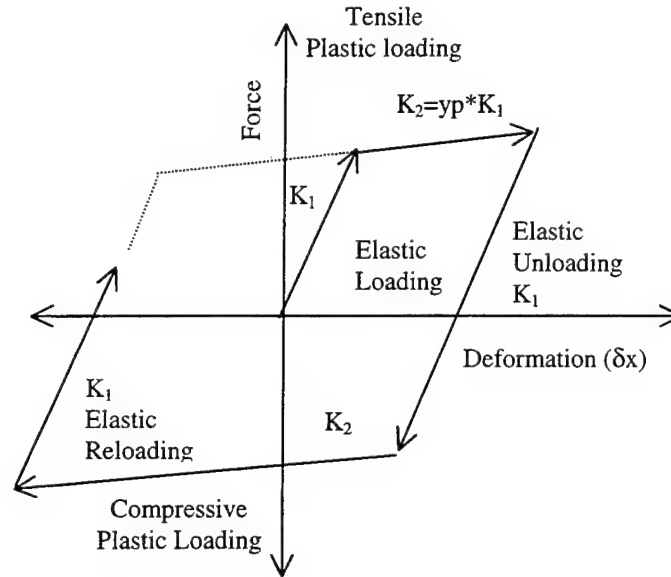 Tensile
Plastic loading
K₂=yp*K₁
Force
K₁
Elastic
Loading
Elastic
Unloading
K₁
Deformation (δx)
K₁
Elastic
Reloading
K₂
Compressive
Plastic Loading